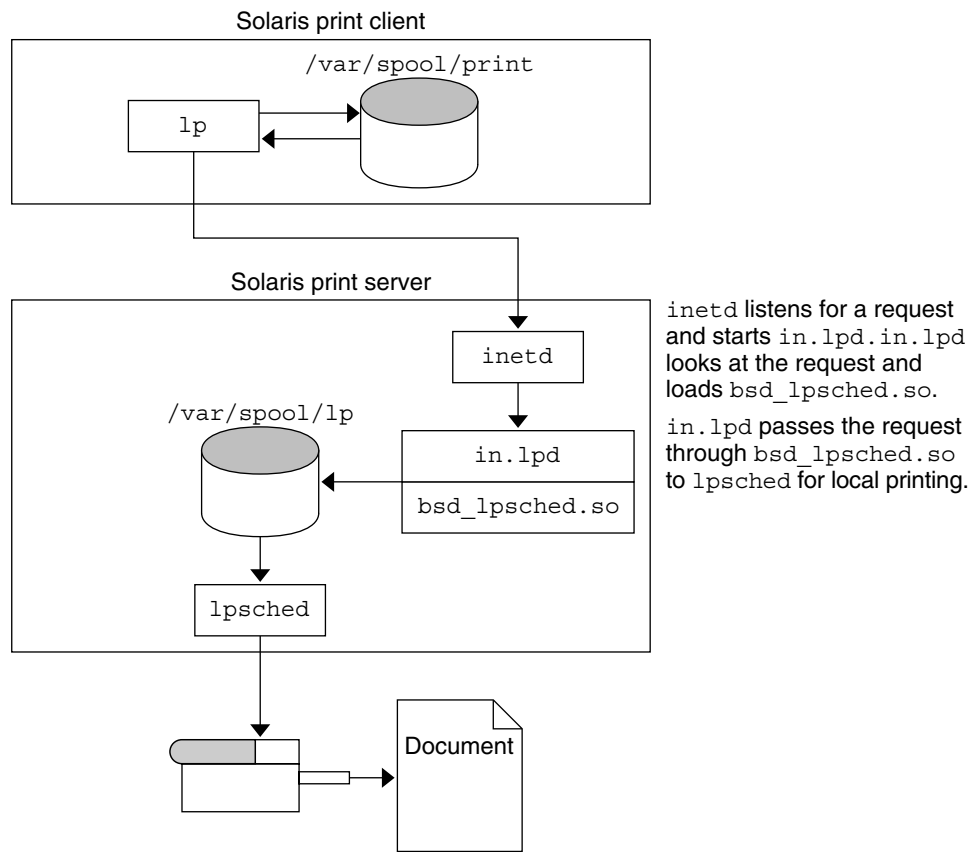 Solaris print client
/var/spool/print
lp
Solaris print server
inetd listens for a request
and starts in.lpd.in.lpd
looks at the request and
loads bsd_lpsched.so.
in.lpd passes the request
through bsd_lpsched.so
to lpsched for local printing.
inetd
/var/spool/lp
in.lpd
bsd_lpsched.so
lpsched
Document